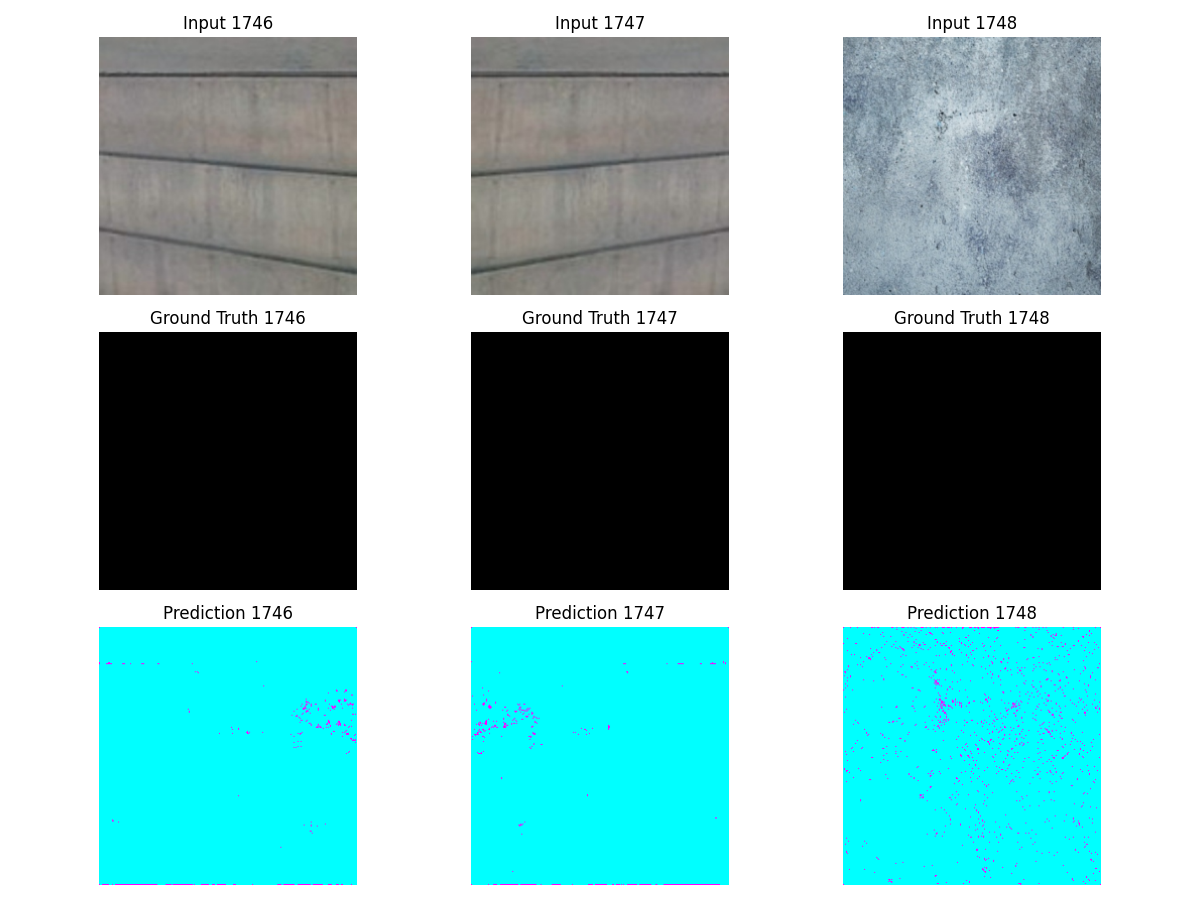 Input 1746
Input 1747
Input 1748
Ground Truth 1746
Ground Truth 1747
Ground Truth 1748
Prediction 1746
Prediction 1747
Prediction 1748